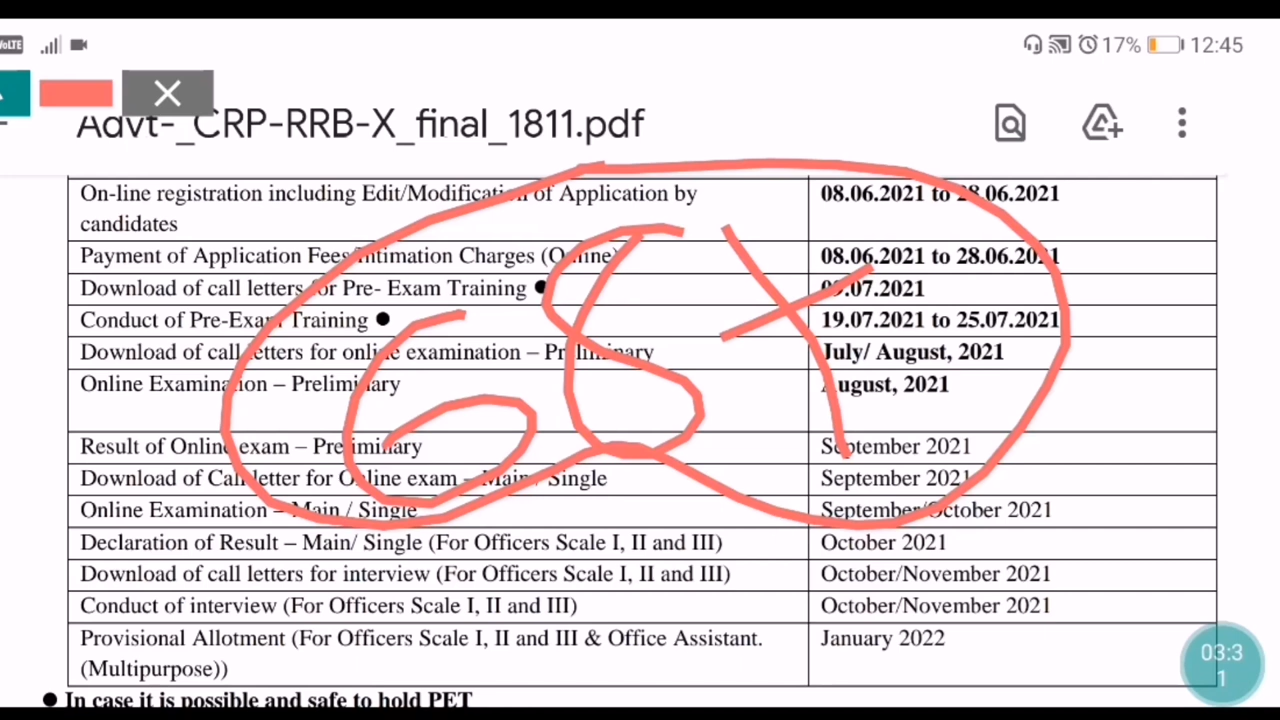 VoLTE 17% 12:45
Advt-_CRP-RRB-X_final_1811.pdf
On-line registration including Edit/Modification of Application by 08.06.2021 to 28.06.2021
candidates
Payment of Application Fees/Intimation Charges (Online) 08.06.2021 to 28.06.2021
Download of call letters for Pre- Exam Training ● 09.07.2021
Conduct of Pre-Exam Training ● 19.07.2021 to 25.07.2021
Download of call letters for online examination – Preliminary July/ August, 2021
Online Examination – Preliminary August, 2021
Result of Online exam – Preliminary September 2021
Download of Call letter for Online exam – Main / Single September 2021
Online Examination – Main / Single September/October 2021
Declaration of Result – Main/ Single (For Officers Scale I, II and III) October 2021
Download of call letters for interview (For Officers Scale I, II and III) October/November 2021
Conduct of interview (For Officers Scale I, II and III) October/November 2021
Provisional Allotment (For Officers Scale I, II and III & Office Assistant. January 2022
(Multipurpose))
● In case it is possible and safe to hold PET
03:3
1